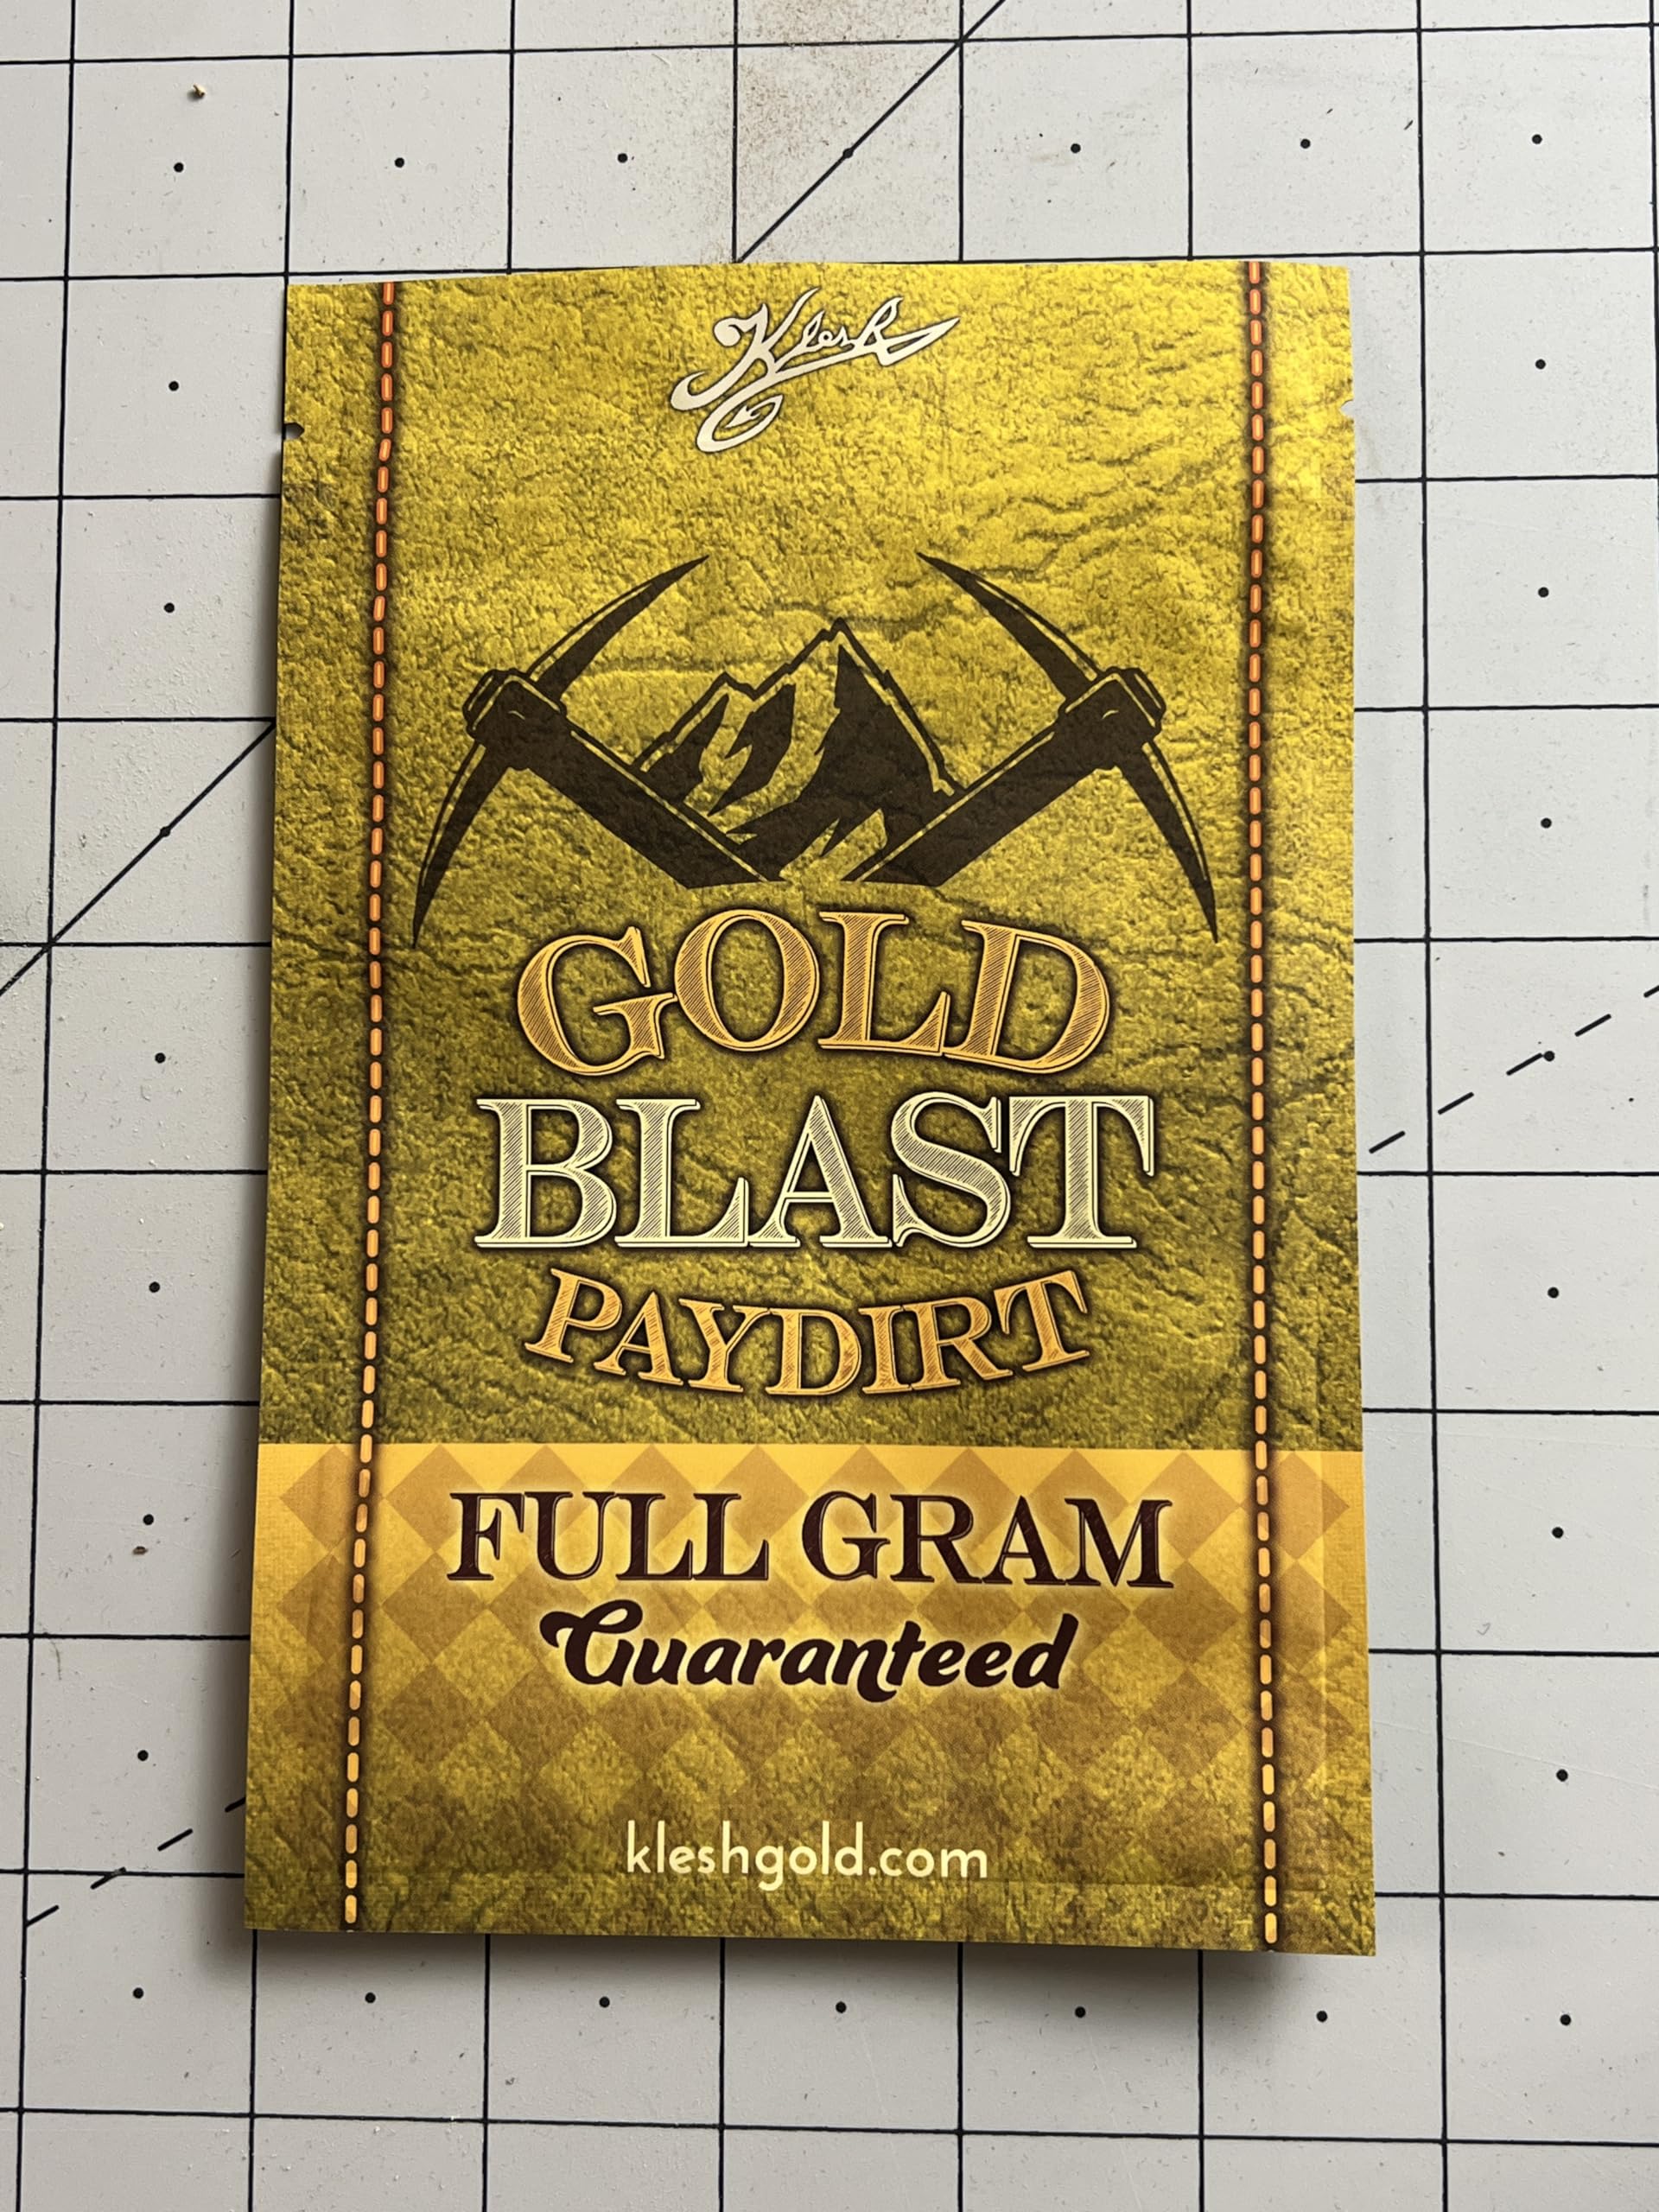 Klesh
GOLD
BLAST
PAYDIRT
FULL GRAM
Guaranteed
kleshgold.com